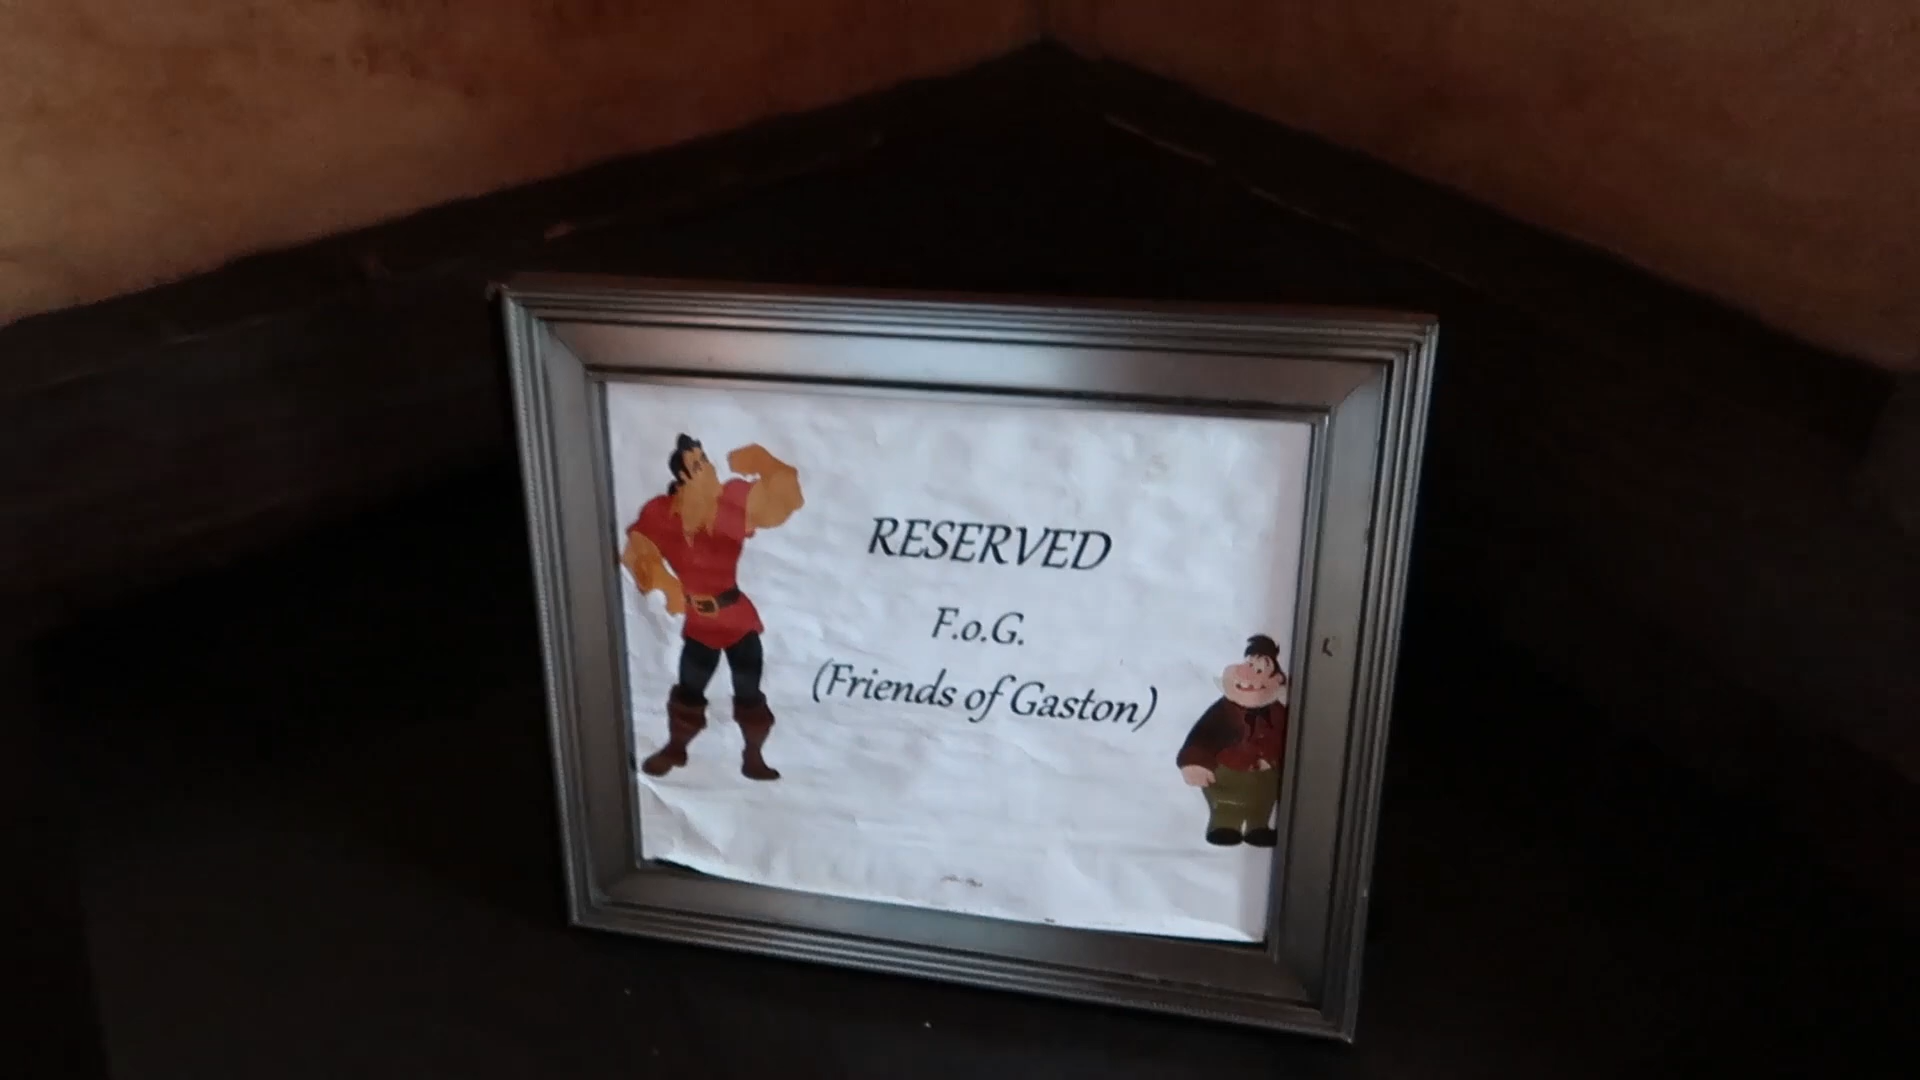 RESERVED
F.o.G.
(Friends of Gaston)